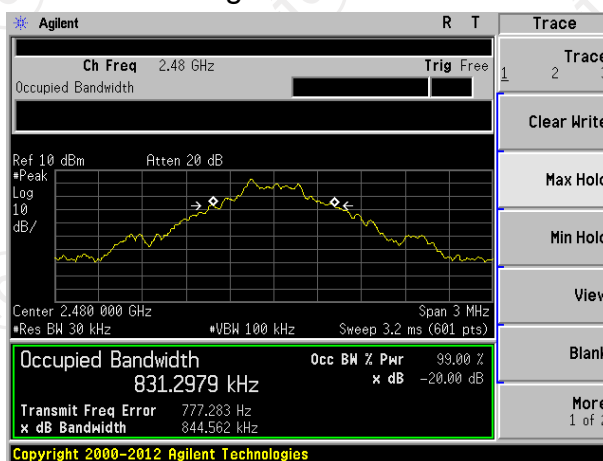 Agilent R T Trace
Ch Freq 2.48 GHz Trig Free
Occupied Bandwidth
Trace
1 2
Clear Write
Max Hold
Min Hold
View
Blank
More
1 of 2
Ref 10 dBm Atten 20 dB
#Peak
Log
10
dB/
Center 2.480 000 GHz Span 3 MHz
#Res BW 30 kHz #VBW 100 kHz Sweep 3.2 ms (601 pts)
Occupied Bandwidth Occ BW % Pwr 99.00 %
831.2979 kHz x dB -20.00 dB
Transmit Freq Error 777.283 Hz
x dB Bandwidth 844.562 kHz
Copyright 2000-2012 Agilent Technologies